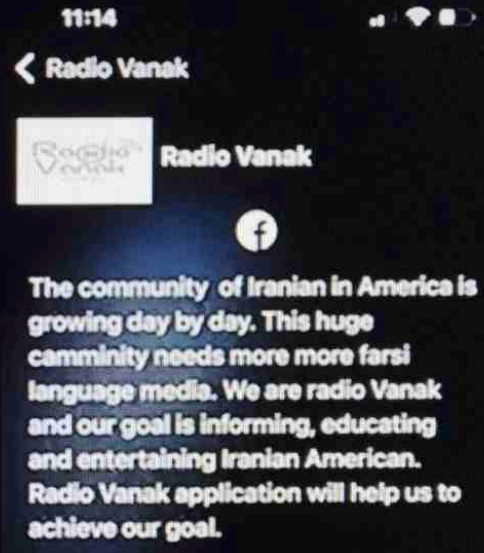 11:14
Radio Vanak
Radio Vanak
Radio Vanak
f
The community of Iranian in America is
growing day by day. This huge
camminity needs more more farsi
language media. We are radio Vanak
and our goal is informing, educating
and entertaining Iranian American.
Radio Vanak application will help us to
achieve our goal.